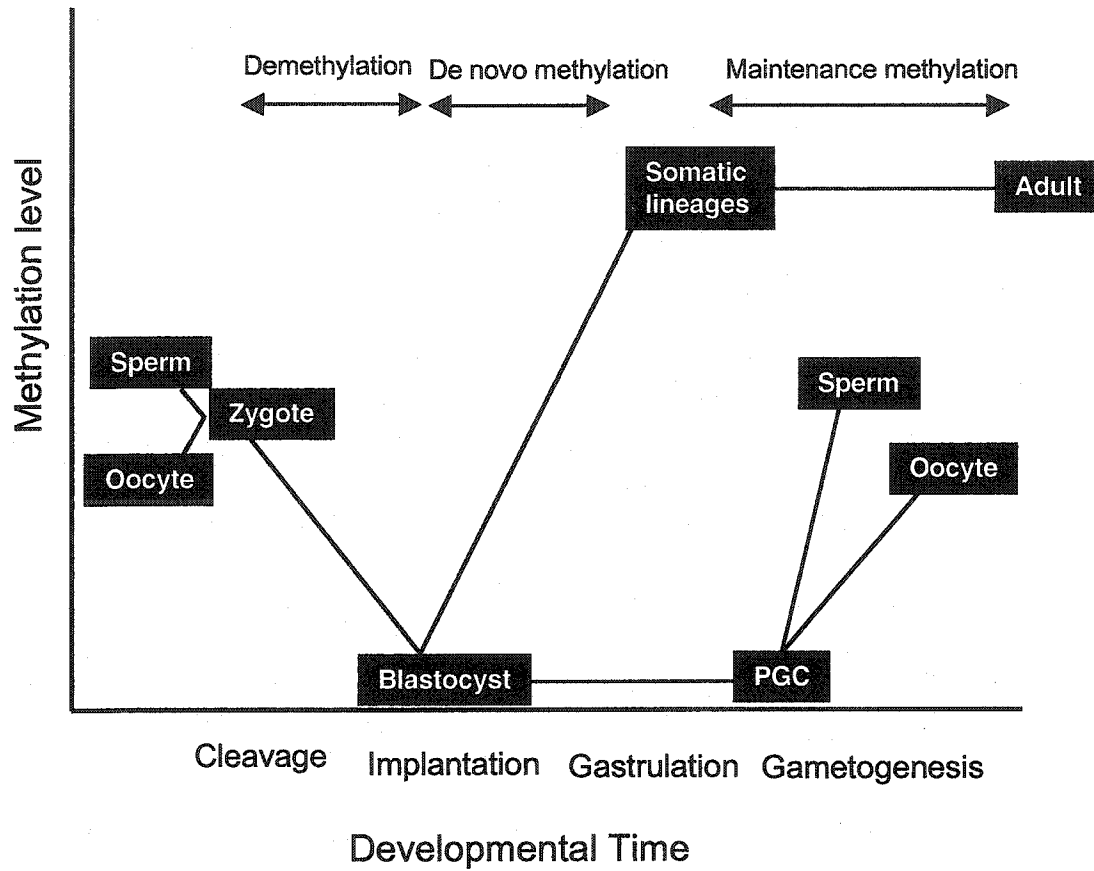 Demethylation
De novo methylation
Maintenance methylation
Methylation level
Somatic
lineages
Adult
Sperm
Zygote
Oocyte
Sperm
Oocyte
Blastocyst
PGC
Cleavage
Implantation
Gastrulation
Gametogenesis
Developmental Time